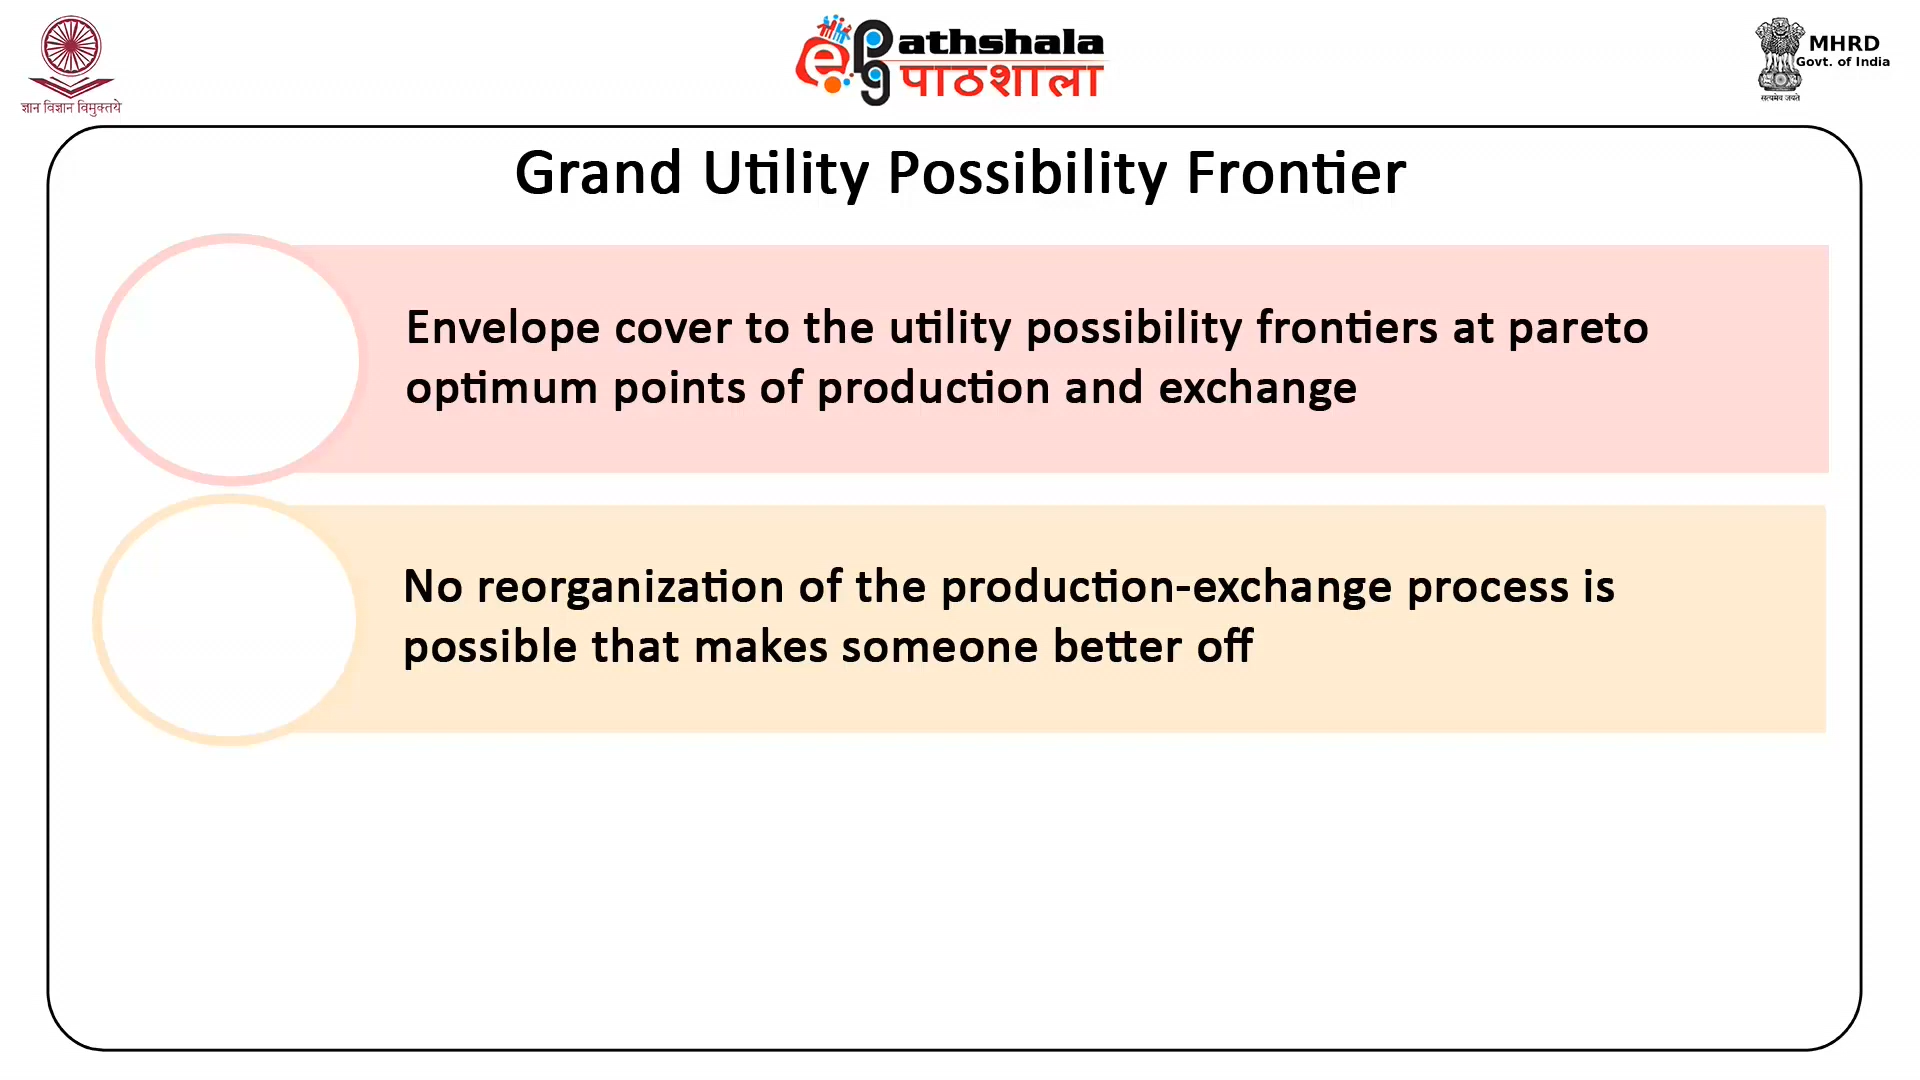 ज्ञान विज्ञान विमुक्तये
ePg Pathshala
पाठशाला
MHRD
Govt. of India
सत्यमेव जयते
Grand Utility Possibility Frontier
Envelope cover to the utility possibility frontiers at pareto
optimum points of production and exchange
No reorganization of the production-exchange process is
possible that makes someone better off